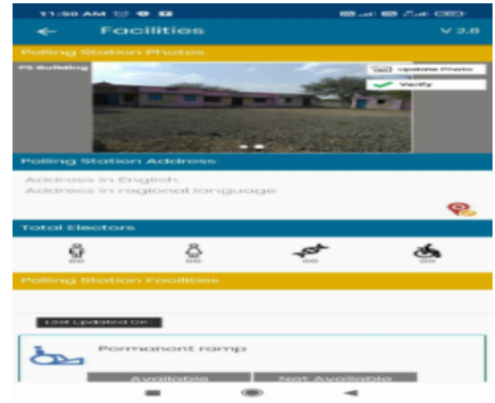 11:50 AM
Facilities
V 2.8
Polling Station Photos
PS Building
Update Photo
Verify
Polling Station Address
Address in English
Address in regional language
Total Electors
Polling Station Facilities
Last Updated On
Permanant ramp
Available
Not Available